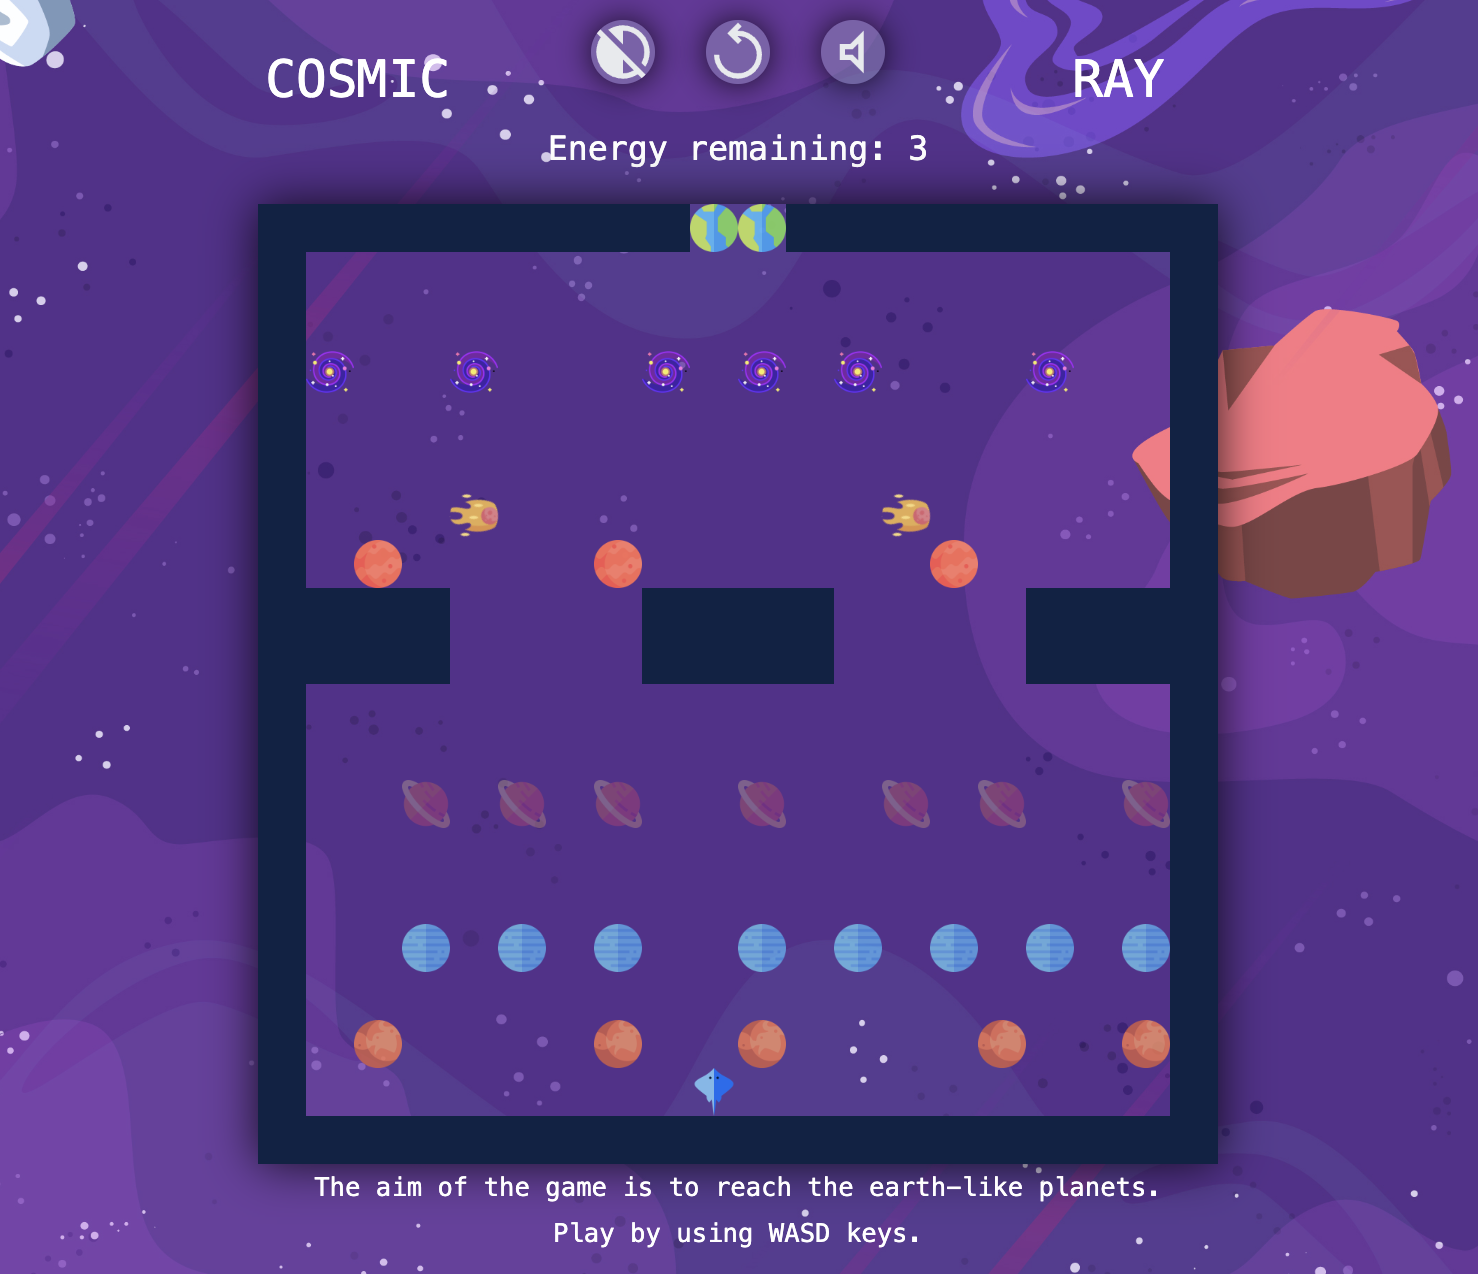 COSMIC RAY
Energy remaining: 3
The aim of the game is to reach the earth-like planets.
Play by using WASD keys.